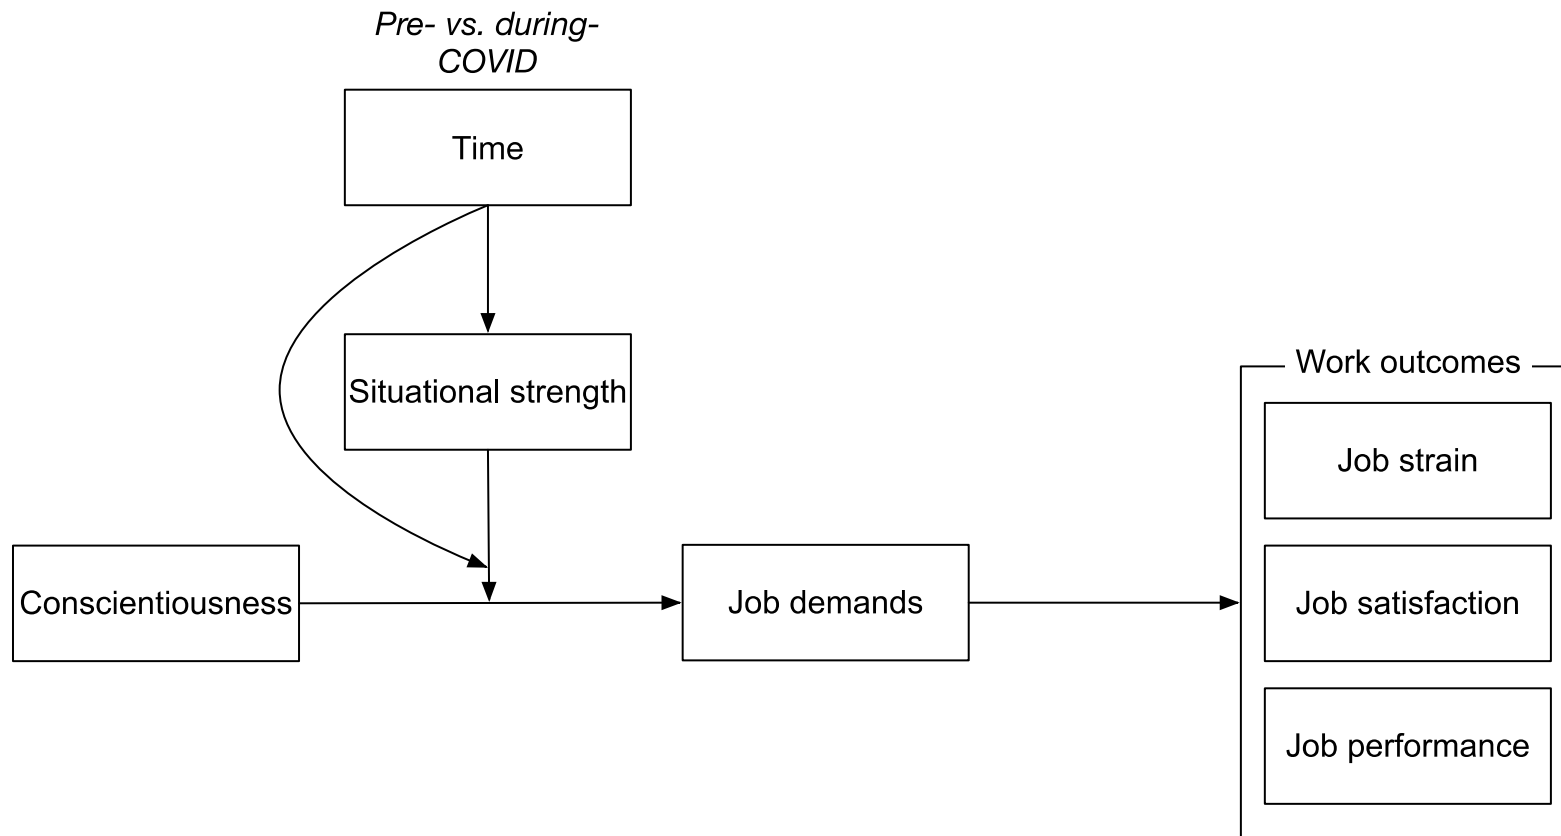 Pre- vs. during-
COVID
Time
Situational strength
Conscientiousness
Job demands
Work outcomes
Job strain
Job satisfaction
Job performance